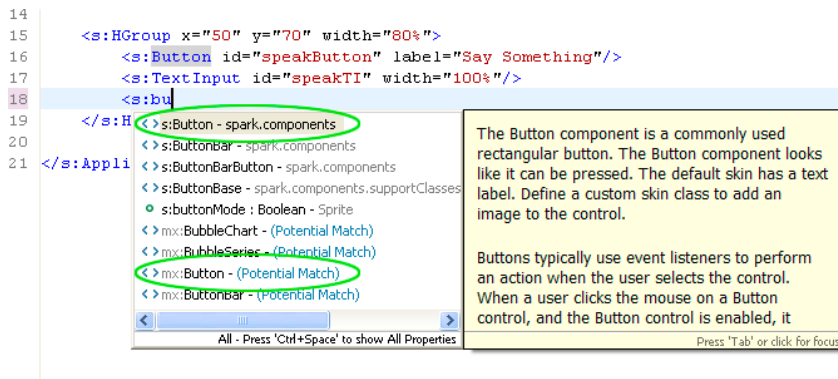 14
15 <s:HGroup x="50" y="70" width="80%">
16 <s:Button id="speakButton" label="Say Something"/>
17 <s:TextInput id="speakTI" width="100%"/>
18 <s:bu
19 </s:H
20
21 </s:Appli
<> s:Button - spark.components
<> s:ButtonBar - spark.components
<> s:ButtonBarButton - spark.components
<> s:ButtonBase - spark.components.supportClasses
s:buttonMode : Boolean - Sprite
<> mx:BubbleChart - (Potential Match)
<> mx:BubbleSeries - (Potential Match)
<> mx:Button - (Potential Match)
<> mx:ButtonBar - (Potential Match)
All - Press 'Ctrl+Space' to show All Properties
The Button component is a commonly used
rectangular button. The Button component looks
like it can be pressed. The default skin has a text
label. Define a custom skin class to add an
image to the control.
Buttons typically use event listeners to perform
an action when the user selects the control.
When a user clicks the mouse on a Button
control, and the Button control is enabled, it
Press 'Tab' or click for focus